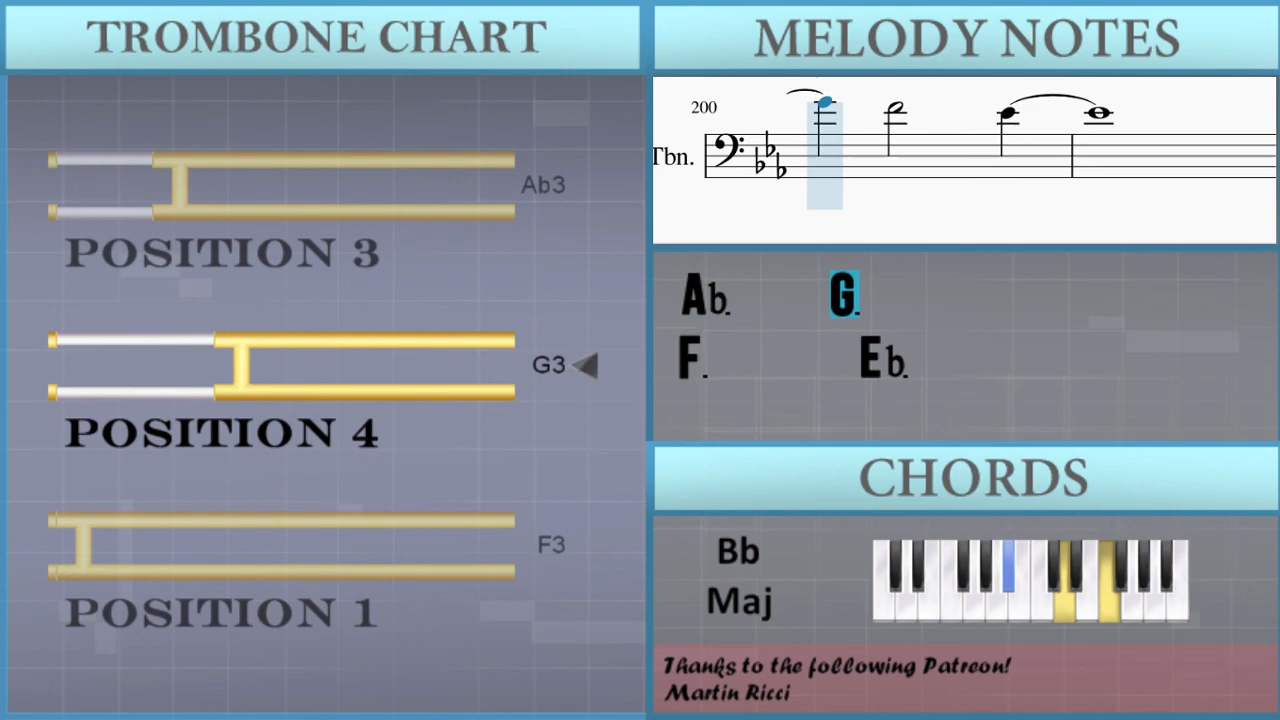 TROMBONE CHART
Ab3
POSITION 3
G3
POSITION 4
F3
POSITION 1
MELODY NOTES
200
Tbn.
Ab. G.
F. Eb.
CHORDS
Bb
Maj
Thanks to the following Patreon!
Martin Ricci